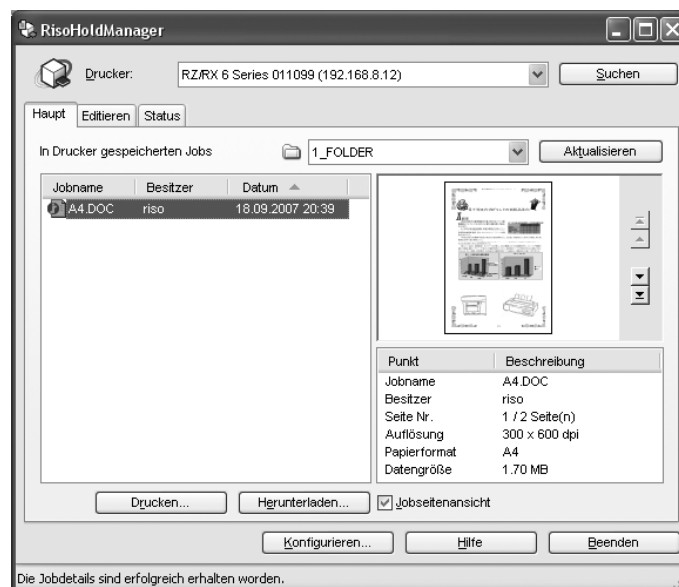 RisoHoldManager
Drucker: RZ/RX 6 Series 011099 (192.168.8.12) Suchen
Haupt Editieren Status
In Drucker gespeicherten Jobs 1_FOLDER Aktualisieren
Jobname Besitzer Datum
A4.DOC riso 18.09.2007 20:39
Punkt Beschreibung
Jobname A4.DOC
Besitzer riso
Seite Nr. 1 / 2 Seite(n)
Auflösung 300 x 600 dpi
Papierformat A4
Datengröße 1.70 MB
Drucken... Herunterladen... Jobseitenansicht
Konfigurieren... Hilfe Beenden
Die Jobdetails sind erfolgreich erhalten worden.